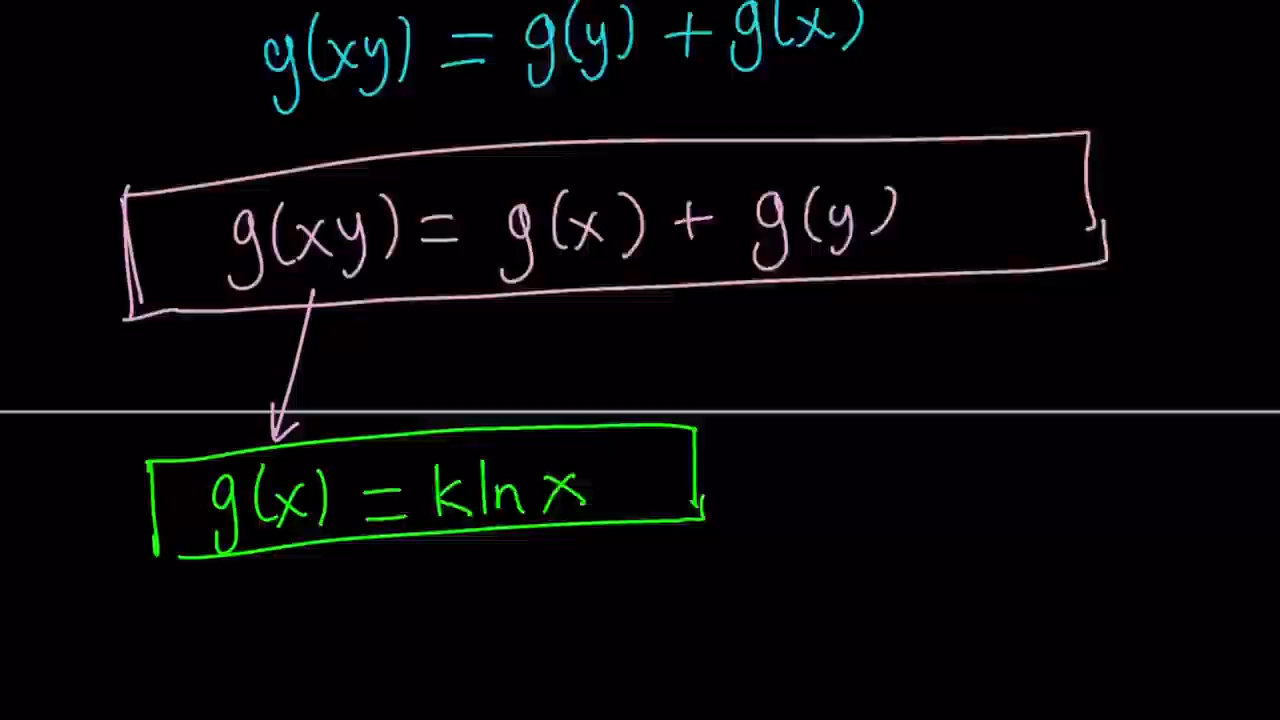 g(xy) = g(y) + g(x)
g(xy) = g(x) + g(y)
g(x) = k ln x